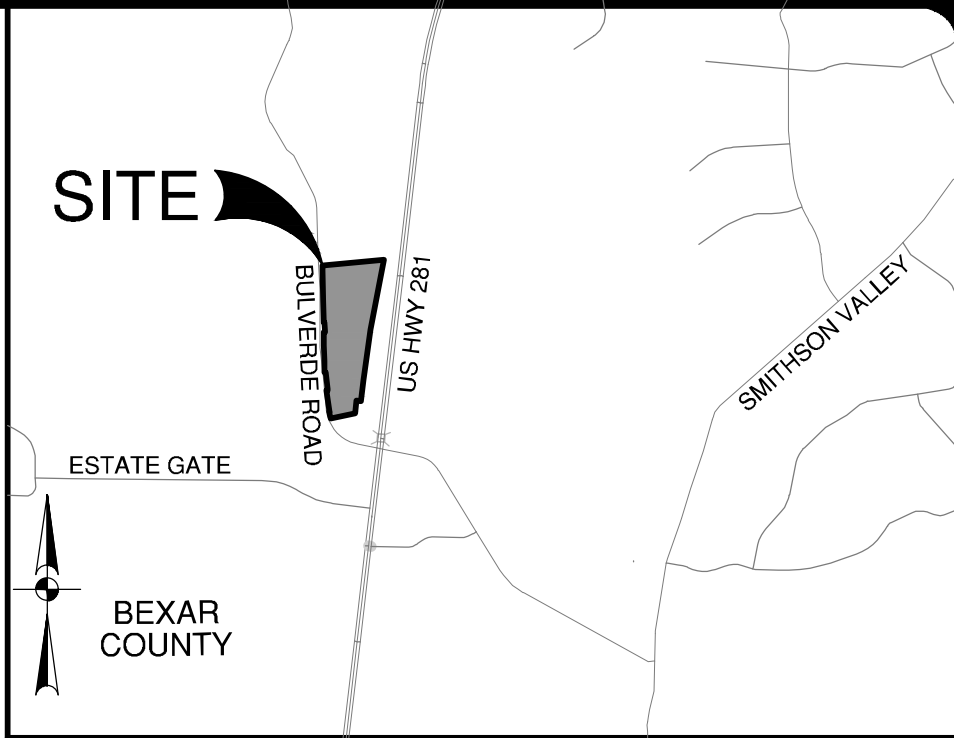 SITE
BULVERDE ROAD
US HWY 281
SMITHSON VALLEY
ESTATE GATE
BEXAR
COUNTY